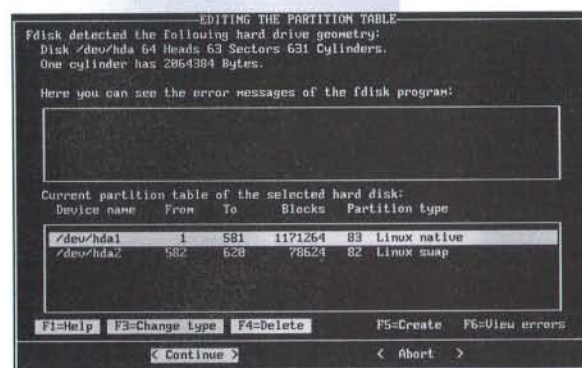 EDITING THE PARTITION TABLE
Fdisk detected the following hard drive geometry:
Disk /dev/hda 64 Heads 63 Sectors 631 Cylinders.
One cylinder has 2064384 Bytes.
Here you can see the error messages of the fdisk program:
Current partition table of the selected hard disk:
Device name From To Blocks Partition type
/dev/hda1 1 581 1171264 83 Linux native
/dev/hda2 582 620 78624 82 Linux swap
F1=Help F3=Change type F4=Delete F5=Create F6=View errors
< Continue > < Abort >